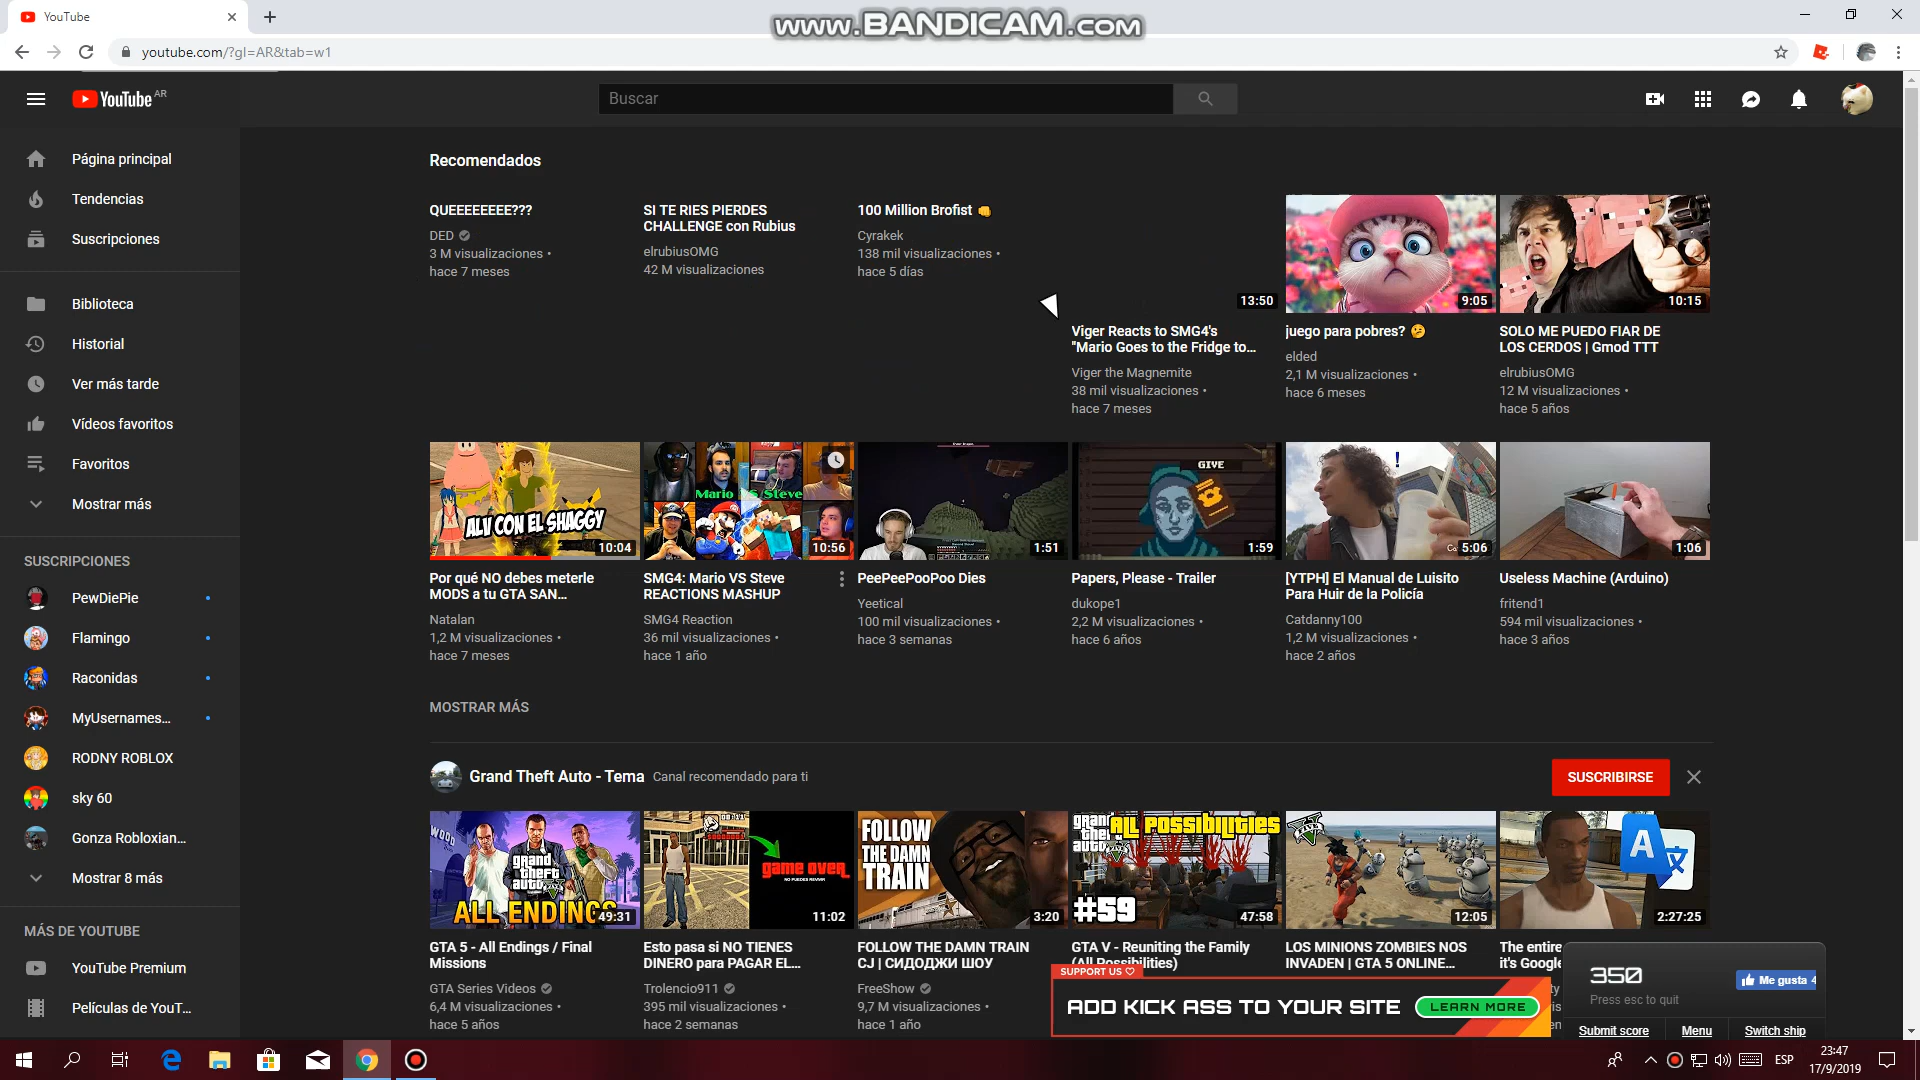 YouTube
www.BANDICAM.com
youtube.com/?gl=AR&tab=w1
YouTube AR
Buscar
Página principal
Tendencias
Suscripciones
Biblioteca
Historial
Ver más tarde
Vídeos favoritos
Favoritos
Mostrar más
SUSCRIPCIONES
PewDiePie
Flamingo
Raconidas
MyUsernames...
RODNY ROBLOX
sky 60
Gonza Robloxian...
Mostrar 8 más
MÁS DE YOUTUBE
YouTube Premium
Películas de YouT...
Recomendados
QUEEEEEEEE???
DED
3 M visualizaciones •
hace 7 meses
SI TE RIES PIERDES
CHALLENGE con Rubius
elrubiusOMG
42 M visualizaciones
100 Million Brofist 👊
Cyrakek
138 mil visualizaciones •
hace 5 días
13:50
Viger Reacts to SMG4's
"Mario Goes to the Fridge to...
Viger the Magnemite
38 mil visualizaciones •
hace 7 meses
9:05
juego para pobres? 🤔
elded
2,1 M visualizaciones •
hace 6 meses
10:15
SOLO ME PUEDO FIAR DE
LOS CERDOS | Gmod TTT
elrubiusOMG
12 M visualizaciones •
hace 5 años
ALV CON EL SHAGGY
10:04
Por qué NO debes meterle
MODS a tu GTA SAN...
Natalan
1,2 M visualizaciones •
hace 7 meses
Mario VS Steve
10:56
SMG4: Mario VS Steve
REACTIONS MASHUP
SMG4 Reaction
36 mil visualizaciones •
hace 1 año
1:51
PeePeePooPoo Dies
Yeetical
100 mil visualizaciones •
hace 3 semanas
GIVE
1:59
Papers, Please - Trailer
dukope1
2,2 M visualizaciones •
hace 6 años
!
5:06
[YTPH] El Manual de Luisito
Para Huir de la Policía
Catdanny100
1,2 M visualizaciones •
hace 2 años
1:06
Useless Machine (Arduino)
fritend1
594 mil visualizaciones •
hace 3 años
MOSTRAR MÁS
Grand Theft Auto - Tema Canal recomendado para ti
SUSCRIBIRSE
grand
theft
auto V
ALL ENDINGS
49:31
GTA 5 - All Endings / Final
Missions
GTA Series Videos
6,4 M visualizaciones •
hace 5 años
game over
NO PUEDES REVIVIR
11:02
Esto pasa si NO TIENES
DINERO para PAGAR EL...
Trolencio911
395 mil visualizaciones •
hace 2 semanas
FOLLOW
THE DAMN
TRAIN
3:20
FOLLOW THE DAMN TRAIN
CJ | СИДОДЖИ ШОУ
FreeShow
9,7 M visualizaciones •
hace 1 año
ALL POSSIBILITIES
#59
47:58
GTA V - Reuniting the Family
(All Possibilities)
V
12:05
LOS MINIONS ZOMBIES NOS
INVADEN | GTA 5 ONLINE...
A 文
2:27:25
The entire
it's Google
SUPPORT US ♡
ADD KICK ASS TO YOUR SITE
LEARN MORE
350
Press esc to quit
Me gusta 4
Submit score
Menu
Switch ship
ESP
23:47
17/9/2019